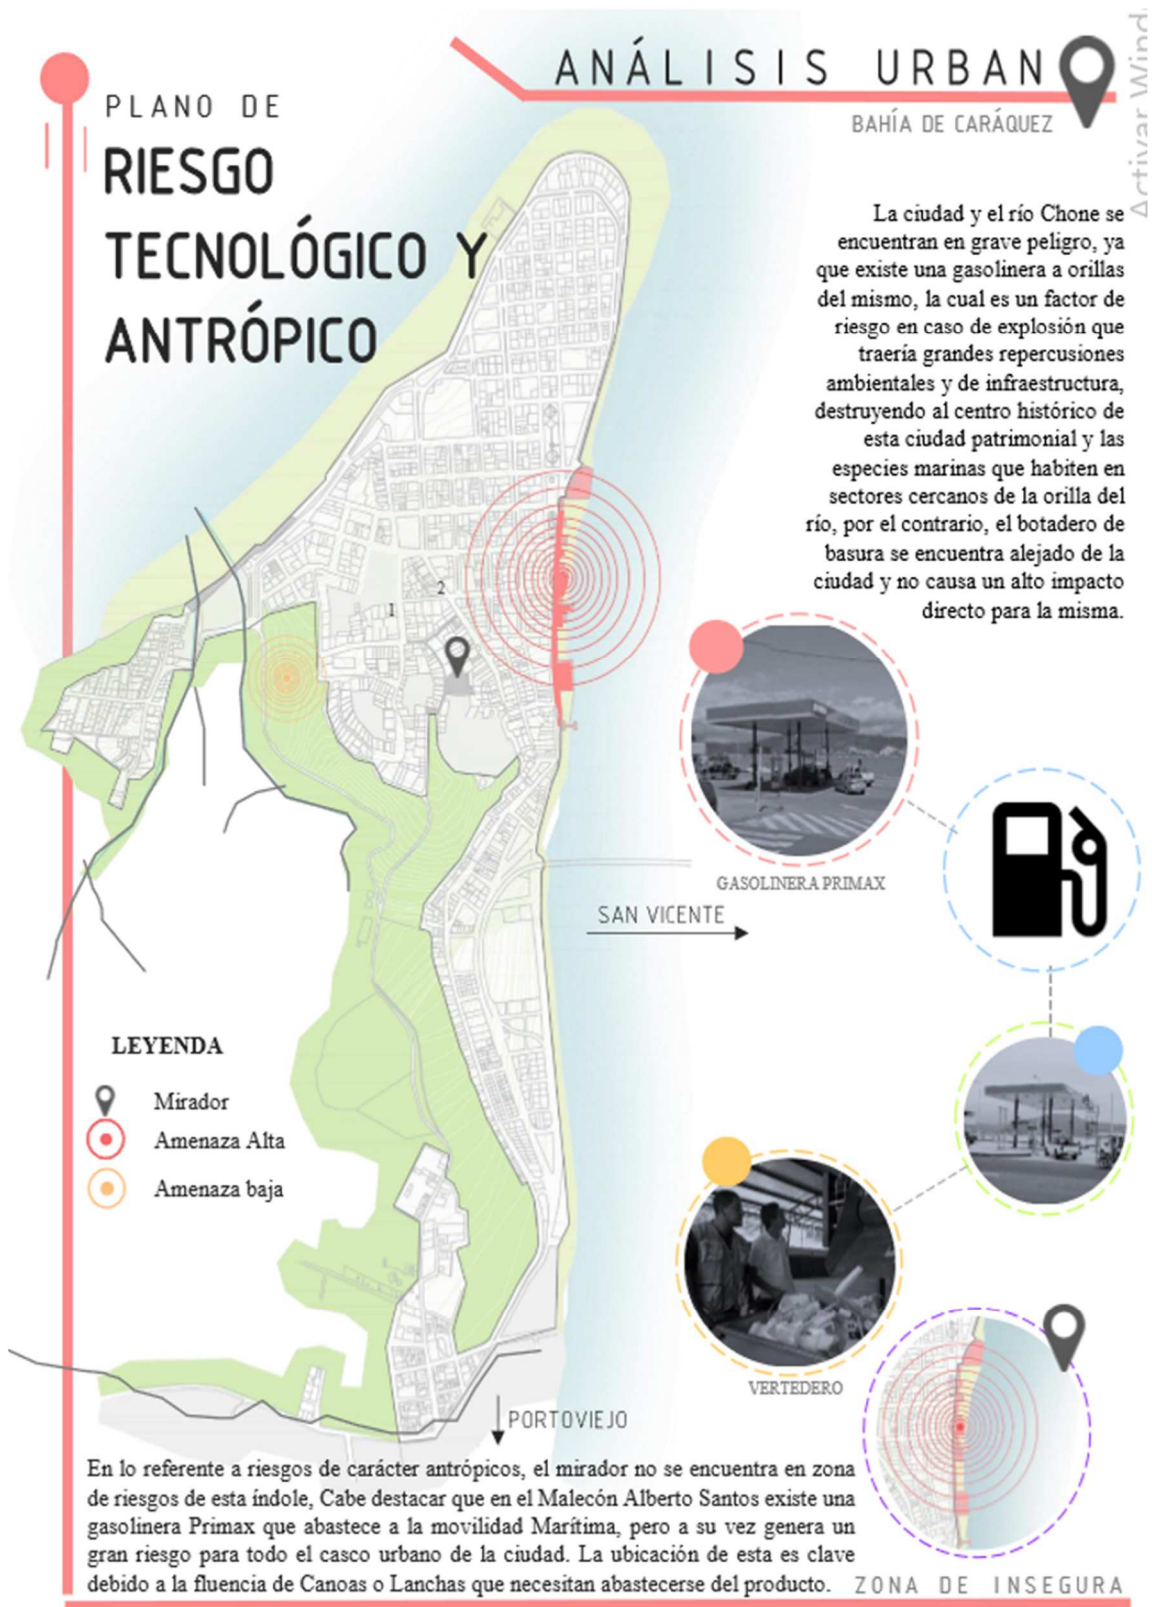 ANÁLISIS URBAN
BAHÍA DE CARÁQUEZ
Activar Wind
PLANO DE
RIESGO
TECNOLÓGICO Y
ANTRÓPICO
La ciudad y el río Chone se
encuentran en grave peligro, ya
que existe una gasolinera a orillas
del mismo, la cual es un factor de
riesgo en caso de explosión que
traería grandes repercusiones
ambientales y de infraestructura,
destruyendo al centro histórico de
esta ciudad patrimonial y las
especies marinas que habiten en
sectores cercanos de la orilla del
río, por el contrario, el botadero de
basura se encuentra alejado de la
ciudad y no causa un alto impacto
directo para la misma.
2
1
GASOLINERA PRIMAX
SAN VICENTE
LEYENDA
Mirador
Amenaza Alta
Amenaza baja
VERTEDERO
PORTOVIEJO
En lo referente a riesgos de carácter antrópicos, el mirador no se encuentra en zona
de riesgos de esta índole, Cabe destacar que en el Malecón Alberto Santos existe una
gasolinera Primax que abastece a la movilidad Marítima, pero a su vez genera un
gran riesgo para todo el casco urbano de la ciudad. La ubicación de esta es clave
debido a la fluencia de Canoas o Lanchas que necesitan abastecerse del producto.
ZONA DE INSEGURA